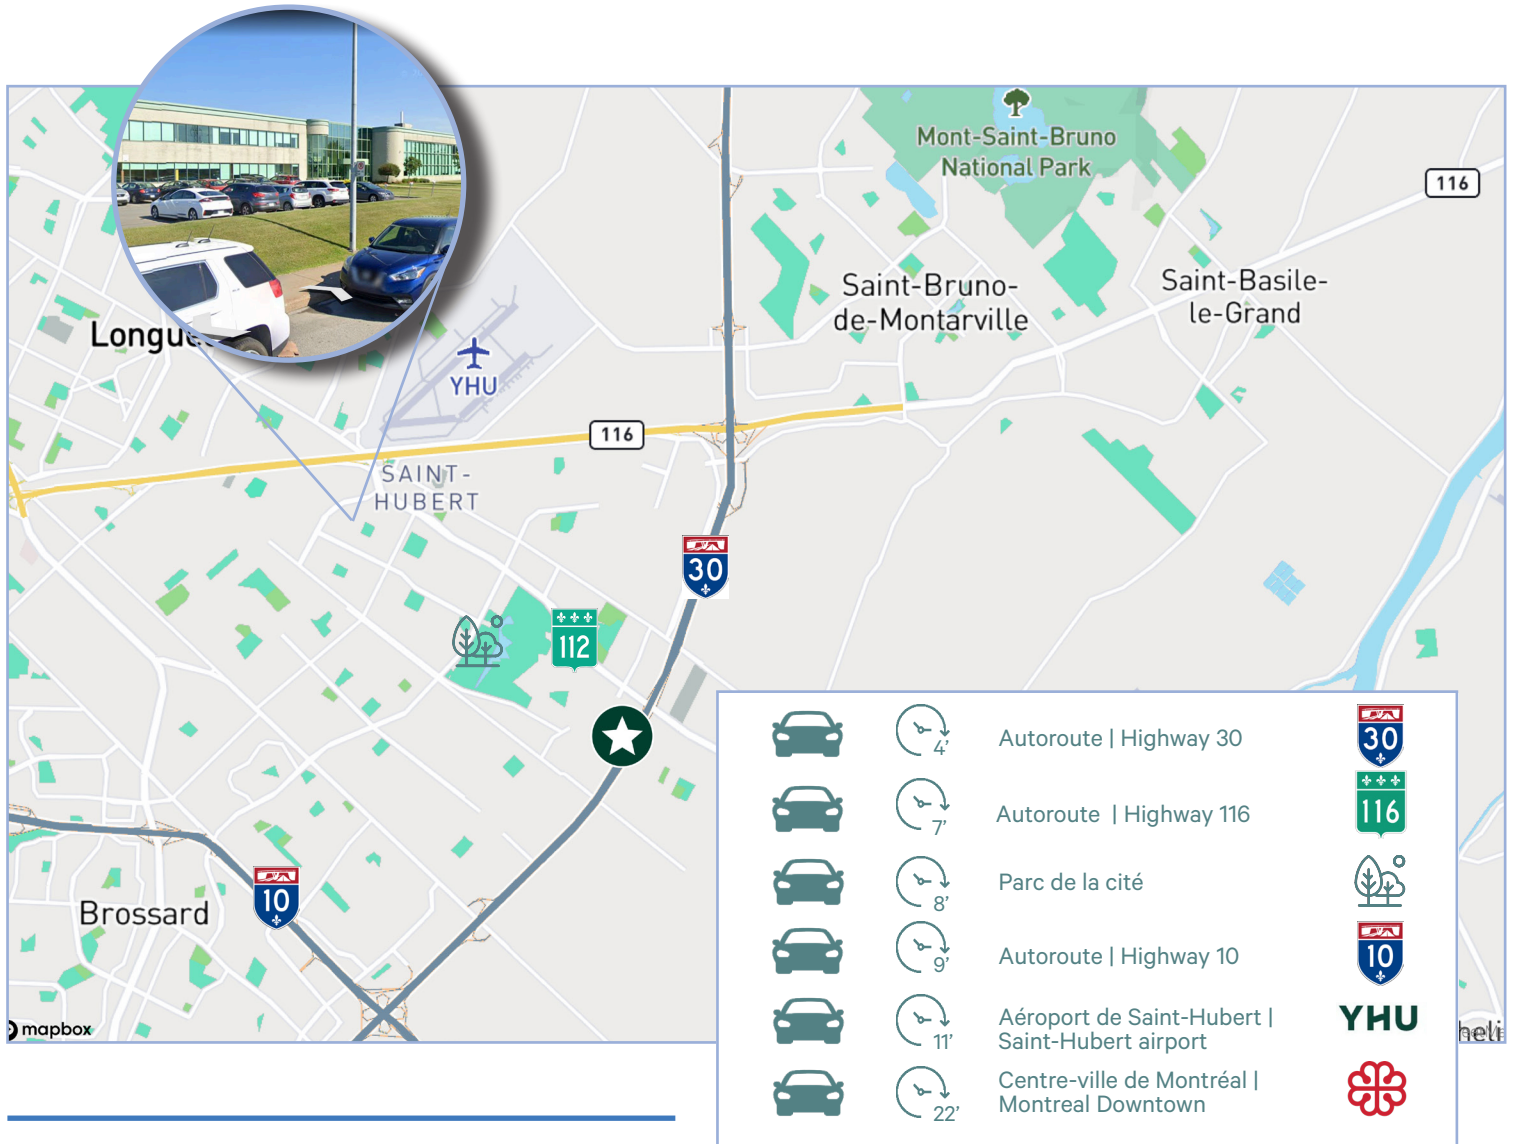 Mont-Saint-Bruno
National Park
116
Saint-Bruno-
de-Montarville
Saint-Basile-
le-Grand
YHU
116
SAINT-
HUBERT
30
112
10
Brossard
mapbox
4' Autoroute | Highway 30 30
7' Autoroute | Highway 116 116
8' Parc de la cité
9' Autoroute | Highway 10 10
11' Aéroport de Saint-Hubert | YHU
Saint-Hubert airport
22' Centre-ville de Montréal |
Montreal Downtown